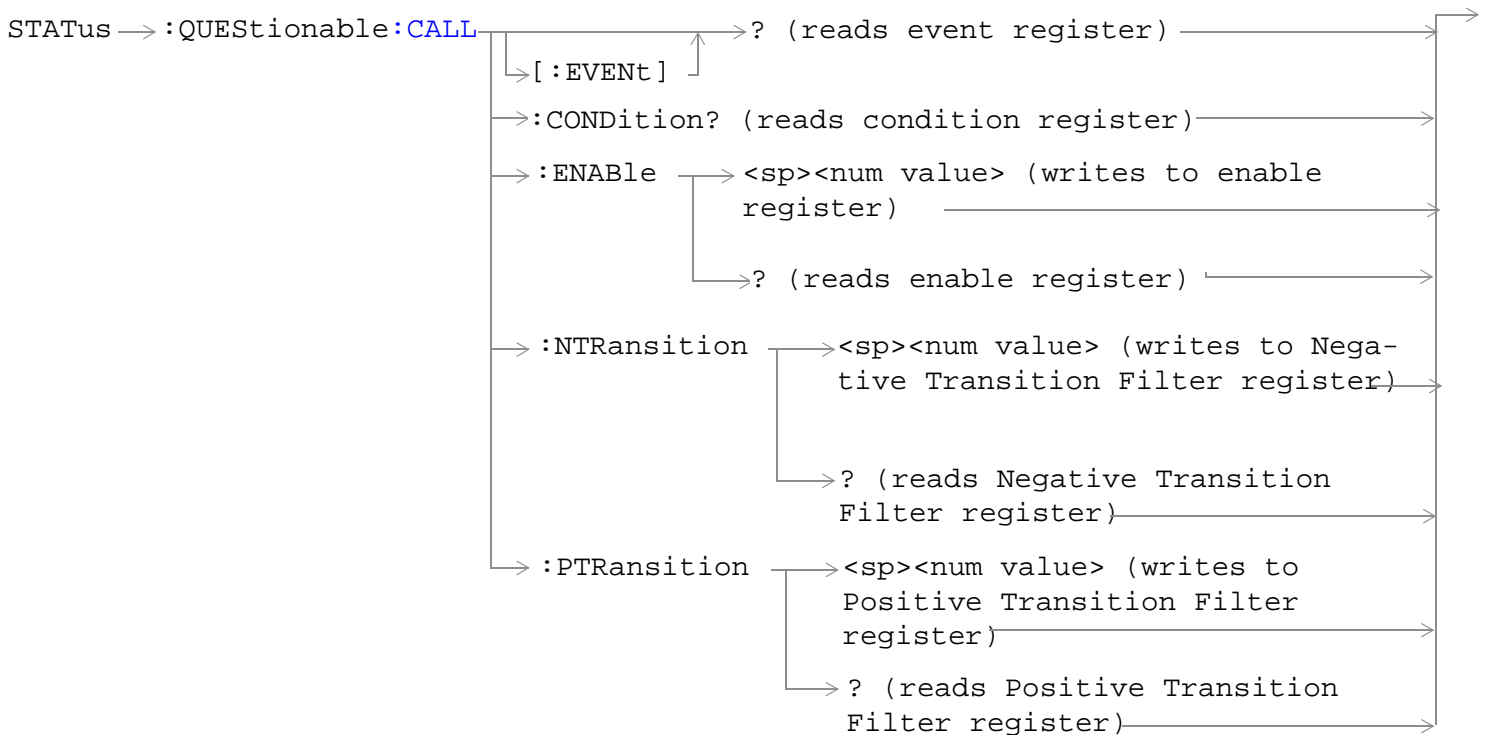 STATus :QUEStionable:CALL ? (reads event register)
[:EVENt]
:CONDition? (reads condition register)
:ENABle <sp><num value> (writes to enable
register)
? (reads enable register)
:NTRansition <sp><num value> (writes to Nega-
tive Transition Filter register)
? (reads Negative Transition
Filter register)
:PTRansition <sp><num value> (writes to
Positive Transition Filter
register)
? (reads Positive Transition
Filter register)